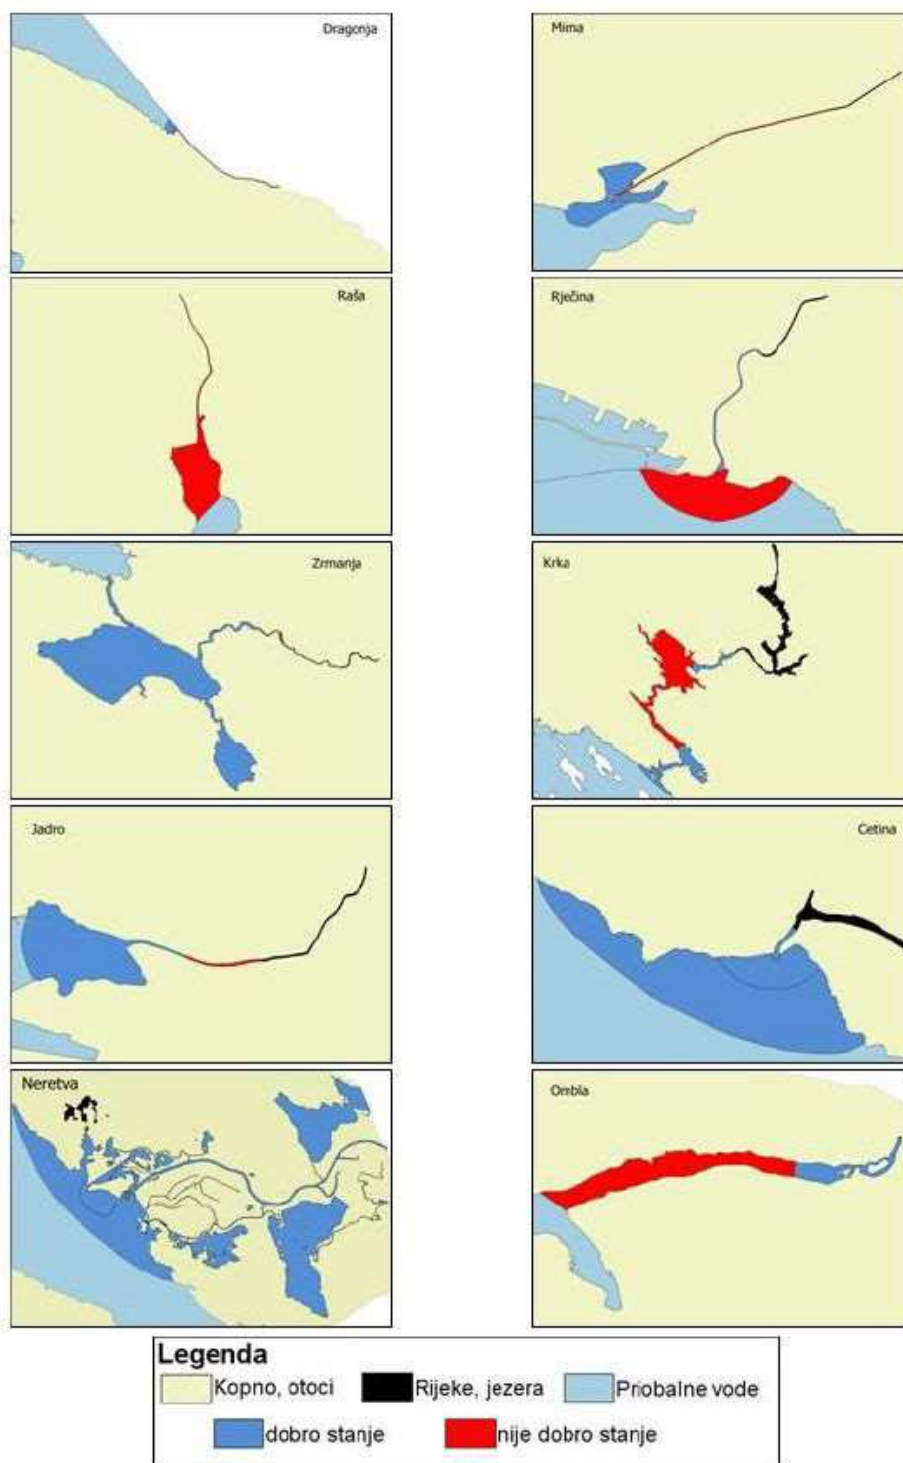 Dragonja
Mirna
Raša
Rječina
Zrmanja
Krka
Jadro
Cetina
Neretva
Ombla
Legenda
Kopno, otoci
Rijeke, jezera
Priobalne vode
dobro stanje
nije dobro stanje